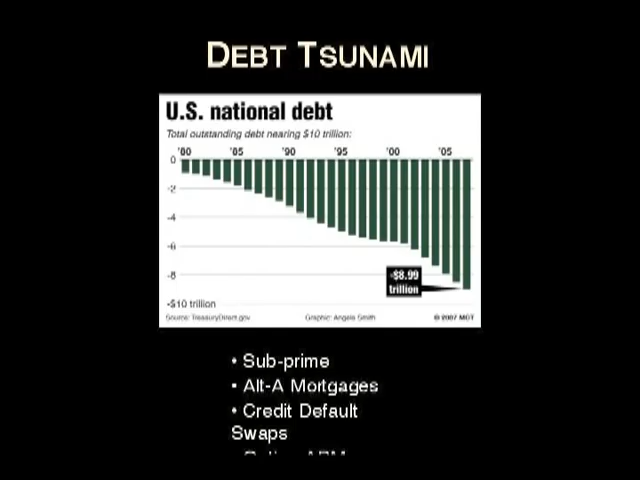 DEBT TSUNAMI
U.S. national debt
Total outstanding debt nearing $10 trillion:
'80 '85 '90 '95 '00 '05
0
-2
-4
-6
-8
-$8.99
trillion
-$10 trillion
Source: TreasuryDirect.gov Graphic: Angela Smith © 2007 MCT
• Sub-prime
• Alt-A Mortgages
• Credit Default
Swaps